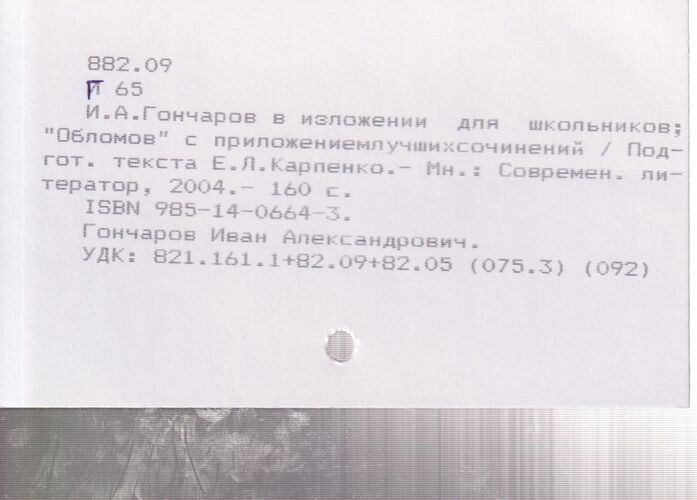 882.09
И 65
И.А.Гончаров в изложении для школьников;
"Обломов" с приложениемлучшихсочинений / Под-
гот. текста Е.Л.Карпенко.- Мн.: Современ. ли-
тератор, 2004.- 160 с.
ISBN 985-14-0664-3.
Гончаров Иван Александрович.
УДК: 821.161.1+82.09+82.05 (075.3) (092)